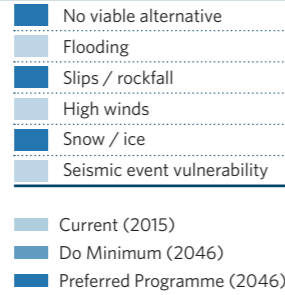 No viable alternative
Flooding
Slips / rockfall
High winds
Snow / ice
Seismic event vulnerability
Current (2015)
Do Minimum (2046)
Preferred Programme (2046)